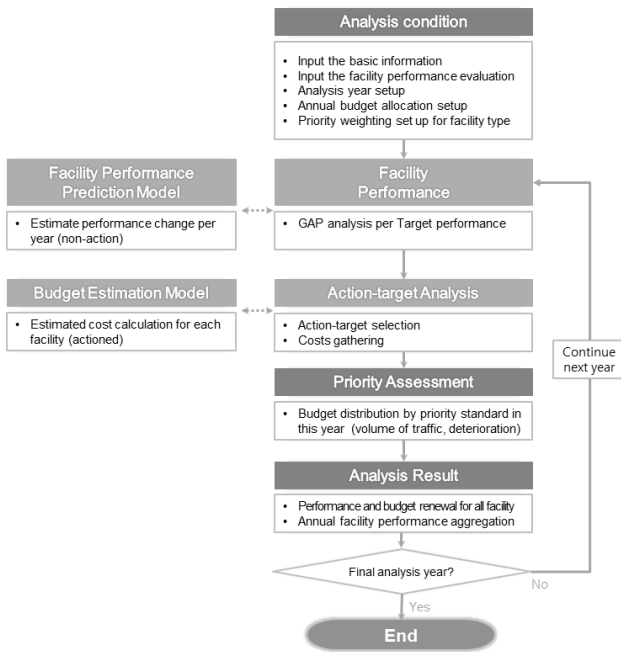 Analysis condition
• Input the basic information
• Input the facility performance evaluation
• Analysis year setup
• Annual budget allocation setup
• Priority weighting set up for facility type
Facility Performance
Prediction Model
• Estimate performance change per
year (non-action)
Facility
Performance
• GAP analysis per Target performance
Budget Estimation Model
• Estimated cost calculation for each
facility (actioned)
Action-target Analysis
• Action-target selection
• Costs gathering
Continue
next year
Priority Assessment
• Budget distribution by priority standard in
this year (volume of traffic, deterioration)
Analysis Result
• Performance and budget renewal for all facility
• Annual facility performance aggregation
Final analysis year?
No
Yes
End